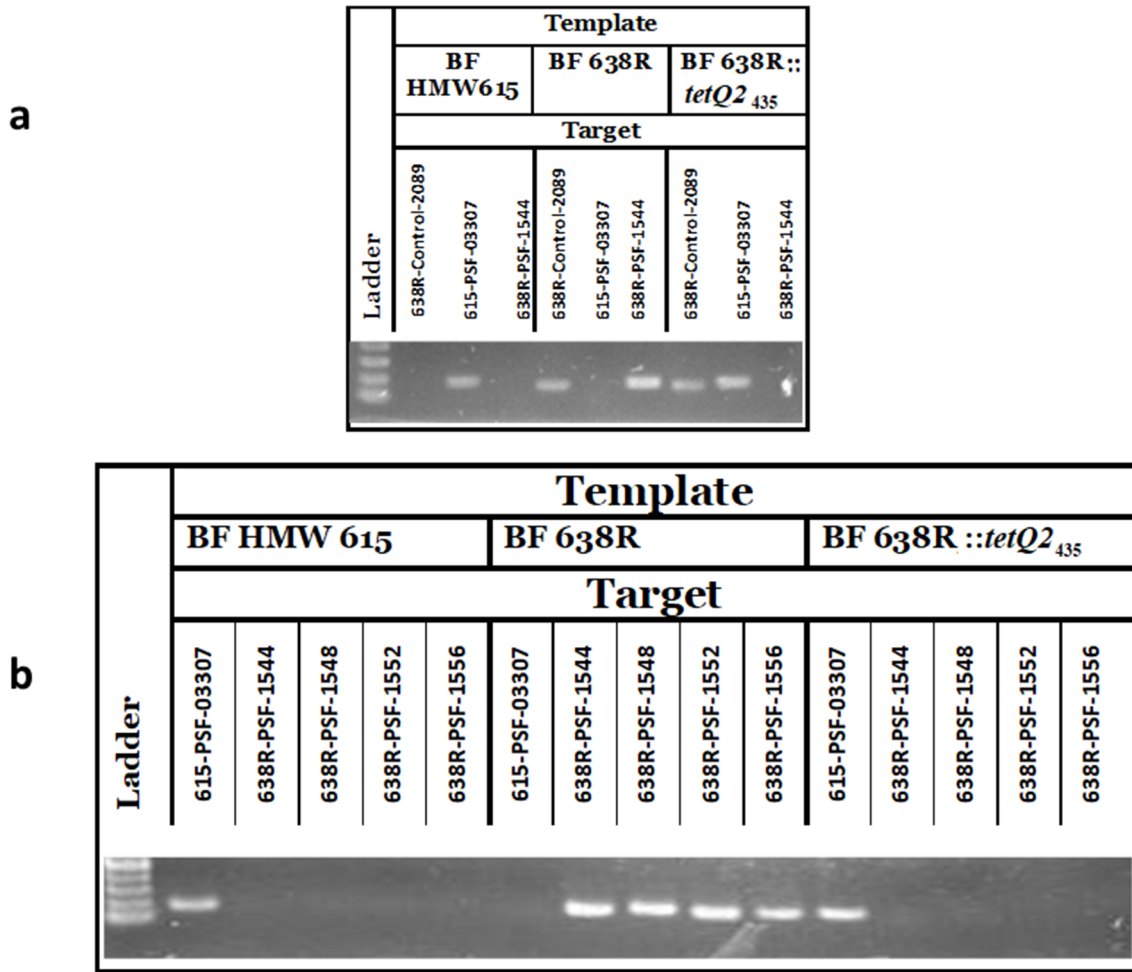 a
Template
BF HMW615
BF 638R
BF 638R:: tetQ2 435
Target
Ladder
638R-Control-2089
615-PSF-03307
638R-PSF-1544
638R-Control-2089
615-PSF-03307
638R-PSF-1544
638R-Control-2089
615-PSF-03307
638R-PSF-1544
b
Template
BF HMW 615
BF 638R
BF 638R ::tetQ2 435
Target
Ladder
615-PSF-03307
638R-PSF-1544
638R-PSF-1548
638R-PSF-1552
638R-PSF-1556
615-PSF-03307
638R-PSF-1544
638R-PSF-1548
638R-PSF-1552
638R-PSF-1556
615-PSF-03307
638R-PSF-1544
638R-PSF-1548
638R-PSF-1552
638R-PSF-1556